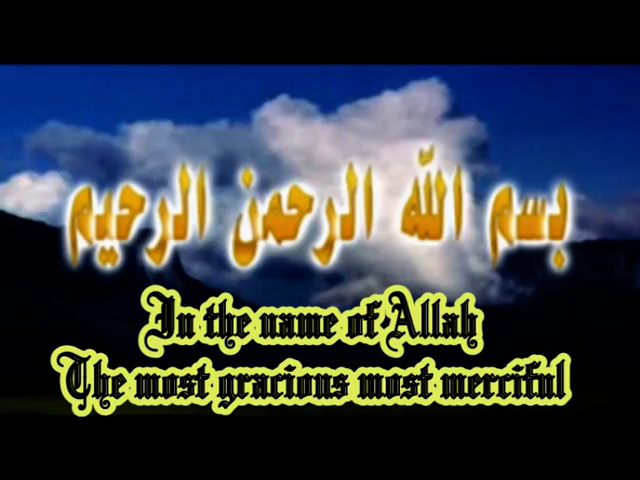 بسم الله الرحمن الرحيم
In the name of Allah
The most gracious most merciful